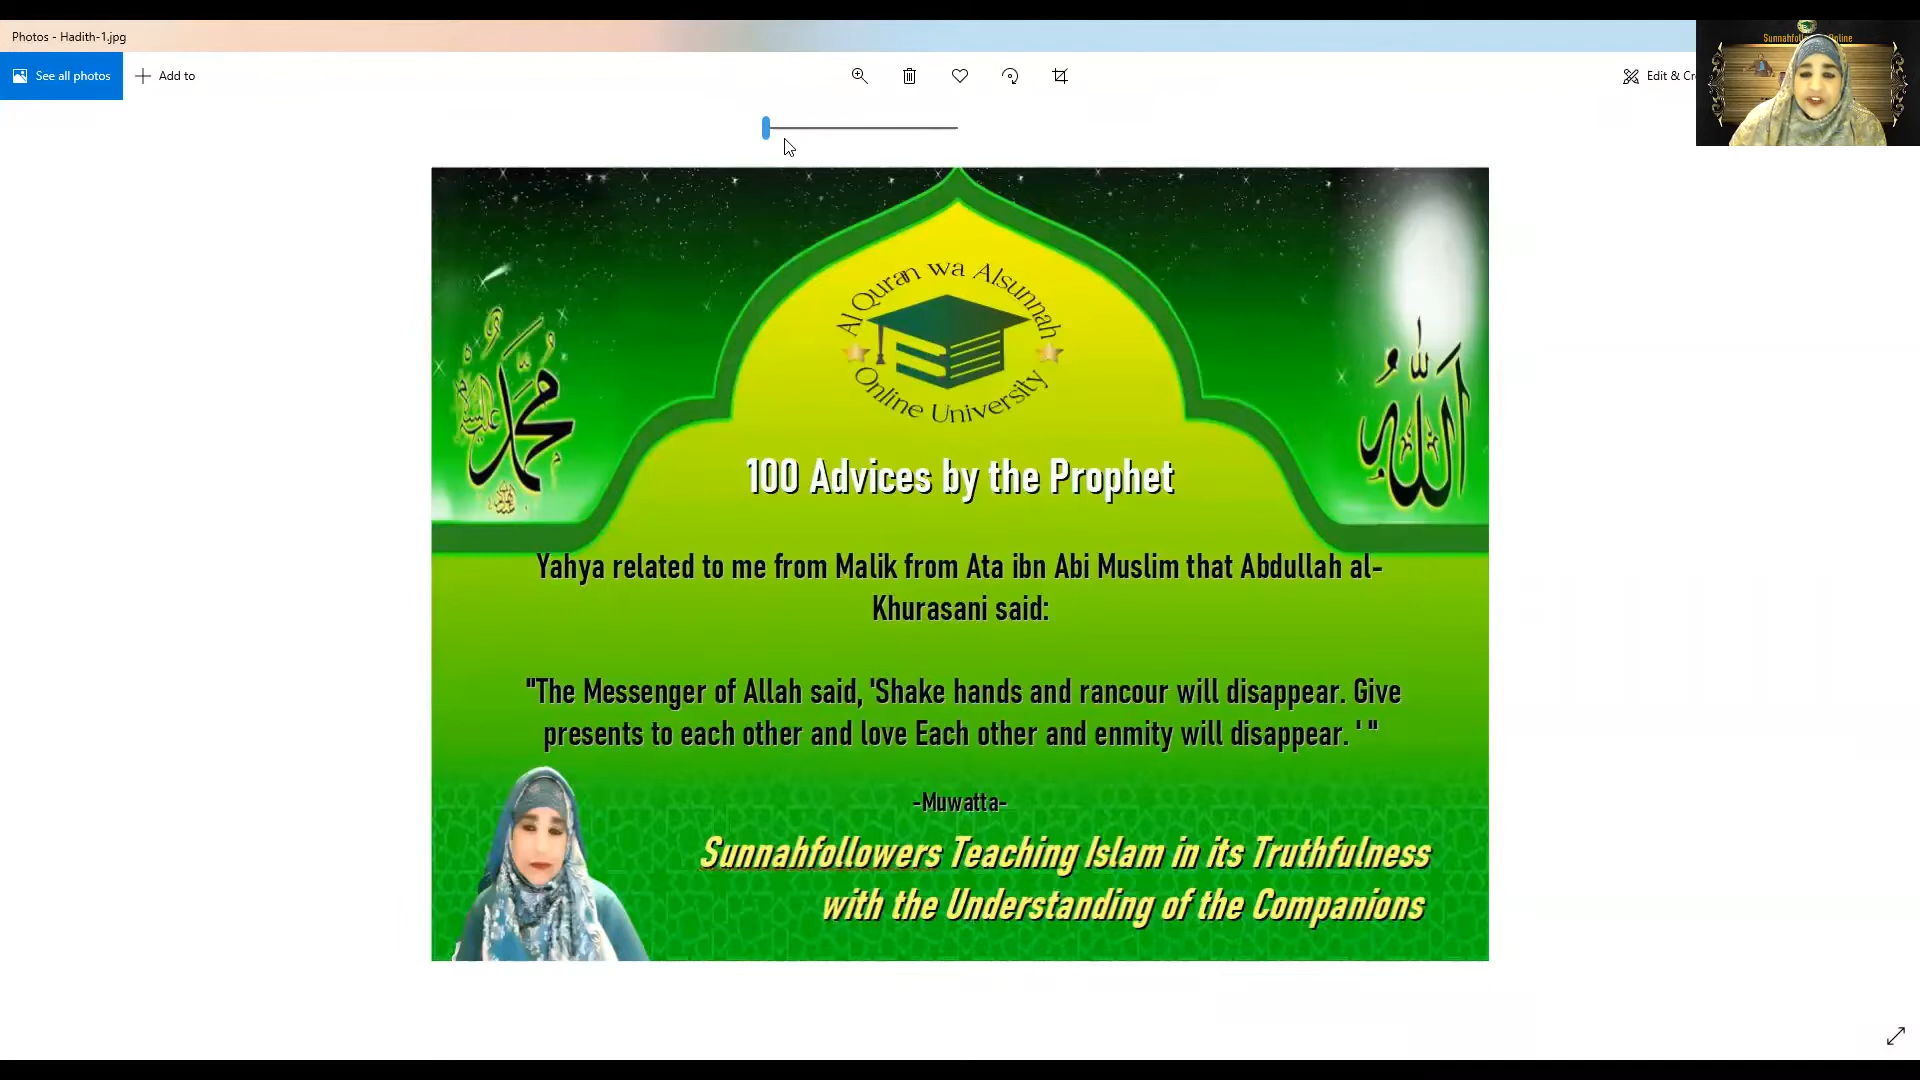 Photos - Hadith-1.jpg
See all photos
Add to
Al Quran wa Alsunnah
Online University
محمد
الله
100 Advices by the Prophet
Yahya related to me from Malik from Ata ibn Abi Muslim that Abdullah al-
Khurasani said:
"The Messenger of Allah said, 'Shake hands and rancour will disappear. Give
presents to each other and love Each other and enmity will disappear. ' "
-Muwatta-
Sunnahfollowers Teaching Islam in its Truthfulness
with the Understanding of the Companions